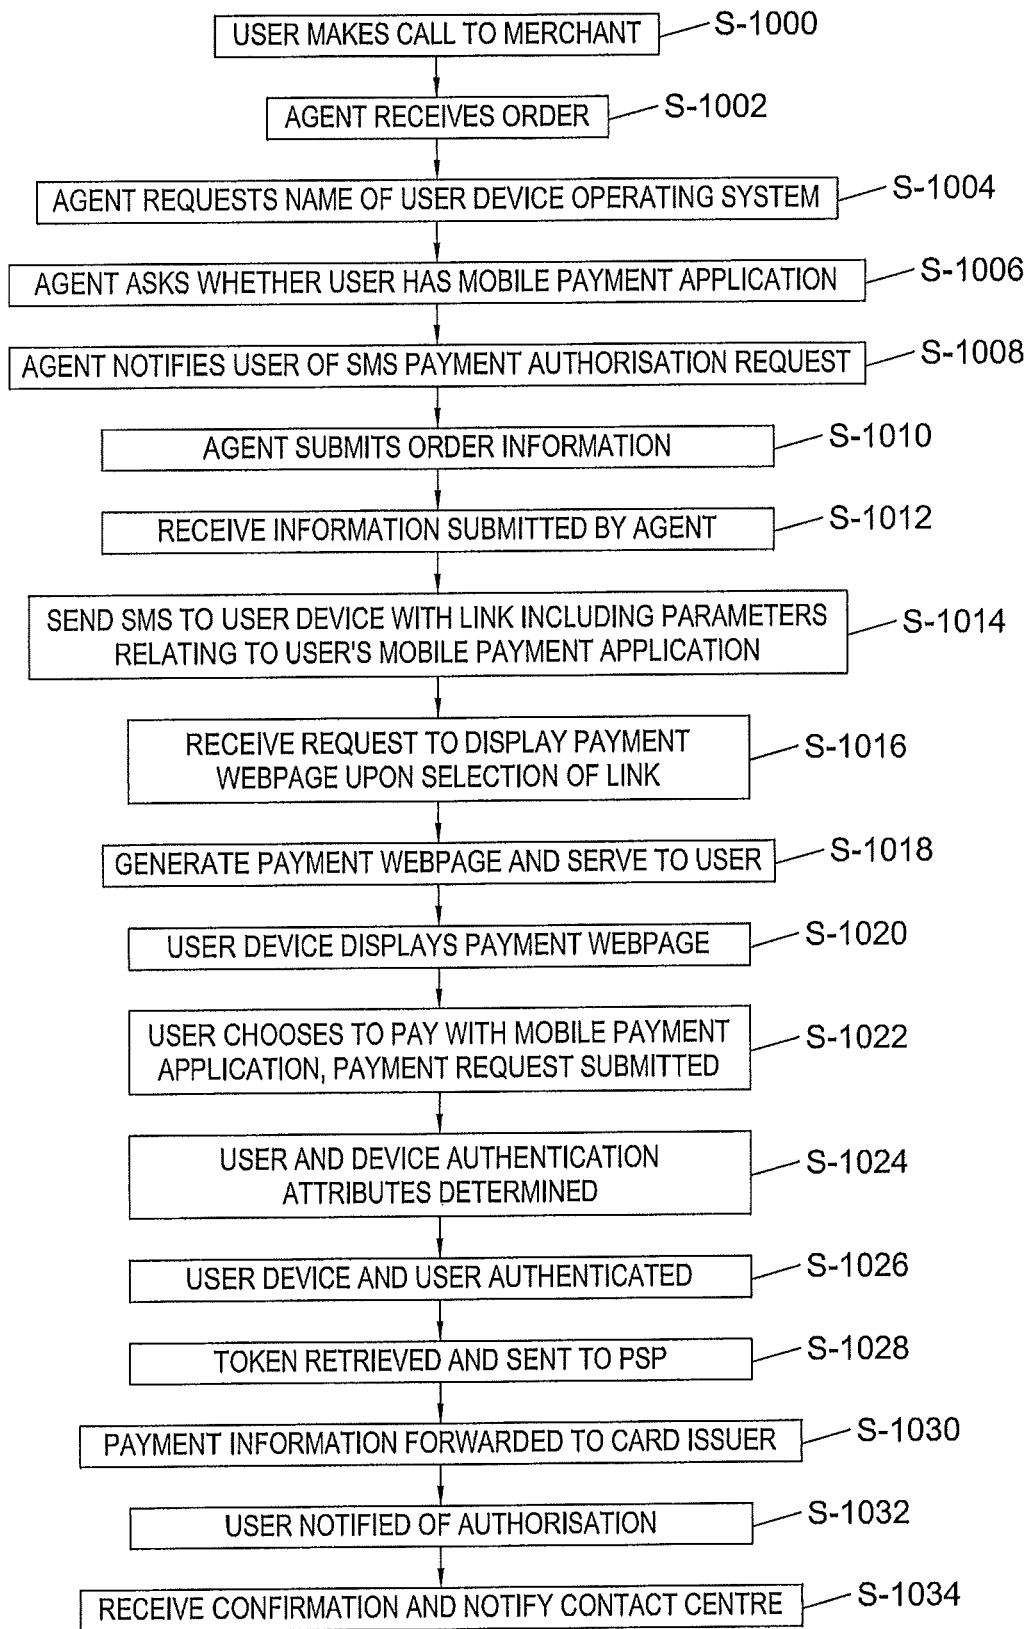 USER MAKES CALL TO MERCHANT S-1000
AGENT RECEIVES ORDER S-1002
AGENT REQUESTS NAME OF USER DEVICE OPERATING SYSTEM S-1004
AGENT ASKS WHETHER USER HAS MOBILE PAYMENT APPLICATION S-1006
AGENT NOTIFIES USER OF SMS PAYMENT AUTHORISATION REQUEST S-1008
AGENT SUBMITS ORDER INFORMATION S-1010
RECEIVE INFORMATION SUBMITTED BY AGENT S-1012
SEND SMS TO USER DEVICE WITH LINK INCLUDING PARAMETERS
RELATING TO USER'S MOBILE PAYMENT APPLICATION
S-1014
RECEIVE REQUEST TO DISPLAY PAYMENT
WEBPAGE UPON SELECTION OF LINK
S-1016
GENERATE PAYMENT WEBPAGE AND SERVE TO USER S-1018
USER DEVICE DISPLAYS PAYMENT WEBPAGE S-1020
USER CHOOSES TO PAY WITH MOBILE PAYMENT
APPLICATION, PAYMENT REQUEST SUBMITTED
S-1022
USER AND DEVICE AUTHENTICATION
ATTRIBUTES DETERMINED
S-1024
USER DEVICE AND USER AUTHENTICATED S-1026
TOKEN RETRIEVED AND SENT TO PSP S-1028
PAYMENT INFORMATION FORWARDED TO CARD ISSUER S-1030
USER NOTIFIED OF AUTHORISATION S-1032
RECEIVE CONFIRMATION AND NOTIFY CONTACT CENTRE S-1034